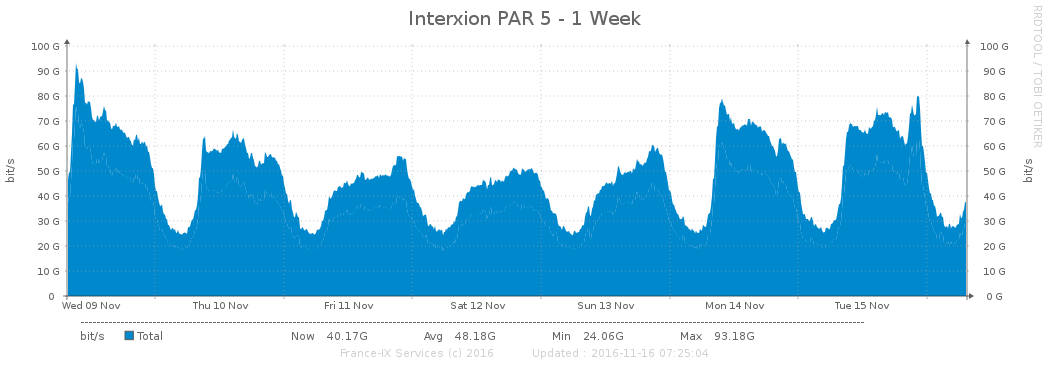 Interxion PAR 5 - 1 Week
RRDTOOL / TOBI OETIKER
bit/s
bit/s
100 G 100 G
90 G 90 G
80 G 80 G
70 G 70 G
60 G 60 G
50 G 50 G
40 G 40 G
30 G 30 G
20 G 20 G
10 G 10 G
0 0 G
Wed 09 Nov Thu 10 Nov Fri 11 Nov Sat 12 Nov Sun 13 Nov Mon 14 Nov Tue 15 Nov
bit/s Total Now 40.17G Avg 48.18G Min 24.06G Max 93.18G
France-IX Services (c) 2016 Updated : 2016-11-16 07:25:04